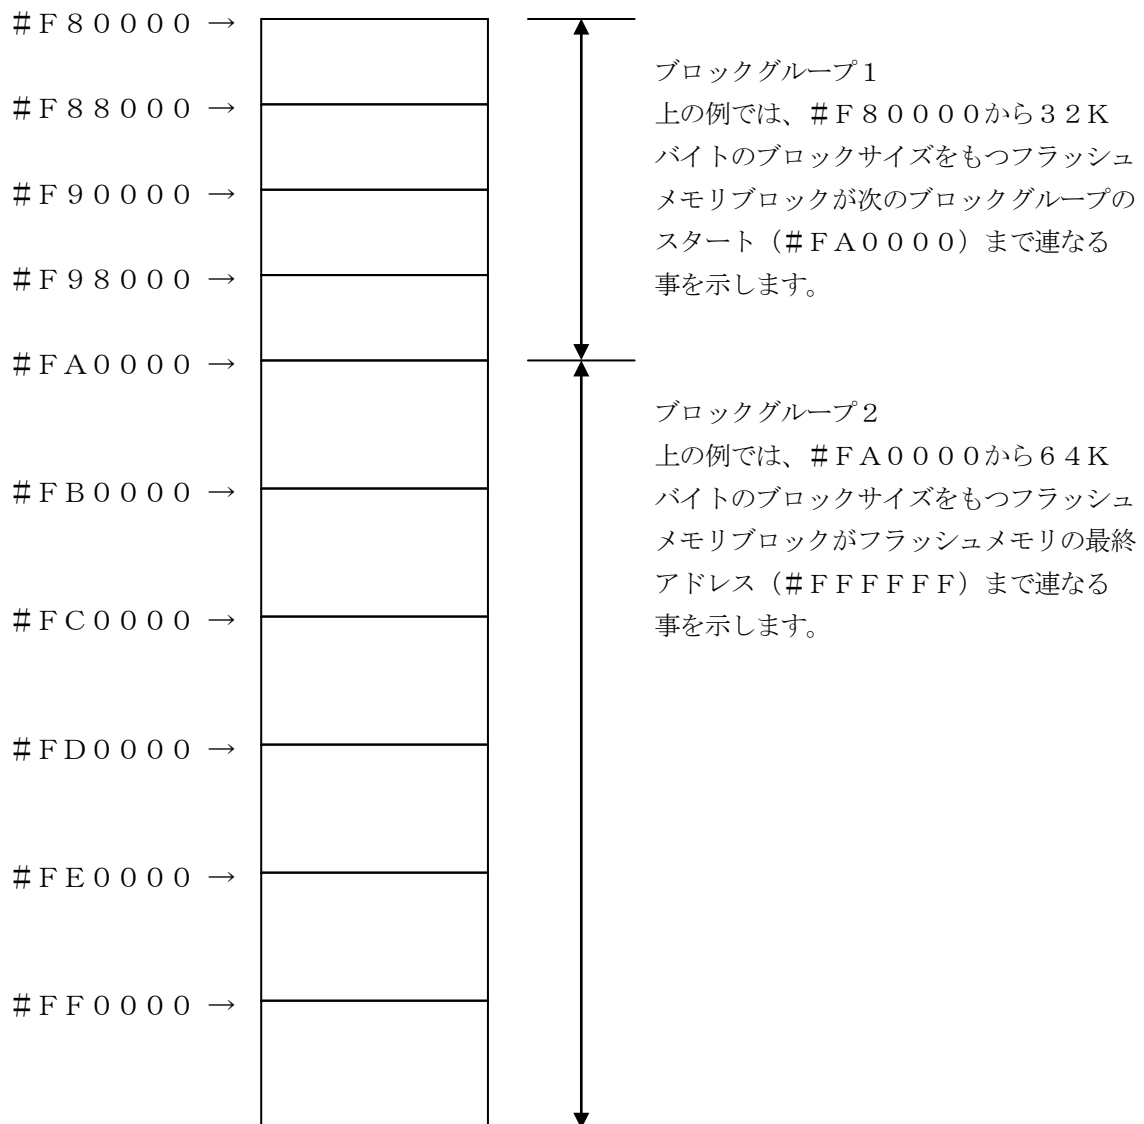 ＃Ｆ８００００ →
＃Ｆ８８０００ →
＃Ｆ９００００ →
＃Ｆ９８０００ →
＃ＦＡ００００ →
＃ＦＢ００００ →
＃ＦＣ００００ →
＃ＦＤ００００ →
＃ＦＥ００００ →
＃ＦＦ００００ →
ブロックグループ１
上の例では、＃Ｆ８００００から３２Ｋ
バイトのブロックサイズをもつフラッシュ
メモリブロックが次のブロックグループの
スタート（＃ＦＡ００００）まで連なる
事を示します。
ブロックグループ２
上の例では、＃ＦＡ００００から６４Ｋ
バイトのブロックサイズをもつフラッシュ
メモリブロックがフラッシュメモリの最終
アドレス（＃ＦＦＦＦＦＦ）まで連なる
事を示します。